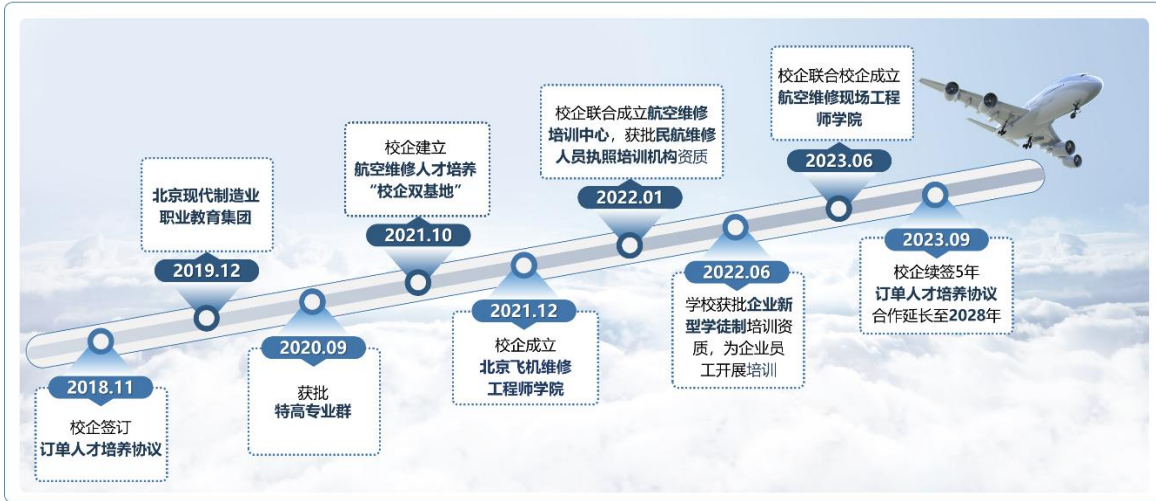 2018.11
校企签订
订单人才培养协议
北京现代制造业
职业教育集团
2019.12
2020.09
获批
特高专业群
校企建立
航空维修人才培养
“校企双基地”
2021.10
2021.12
校企成立
北京飞机维修
工程师学院
校企联合成立航空维修
培训中心，获批民航维修
人员执照培训机构资质
2022.01
2022.06
学校获批企业新
型学徒制培训资
质，为企业员
工开展培训
校企联合校企成立
航空维修现场工程
师学院
2023.06
2023.09
校企续签5年
订单人才培养协议
合作延长至2028年